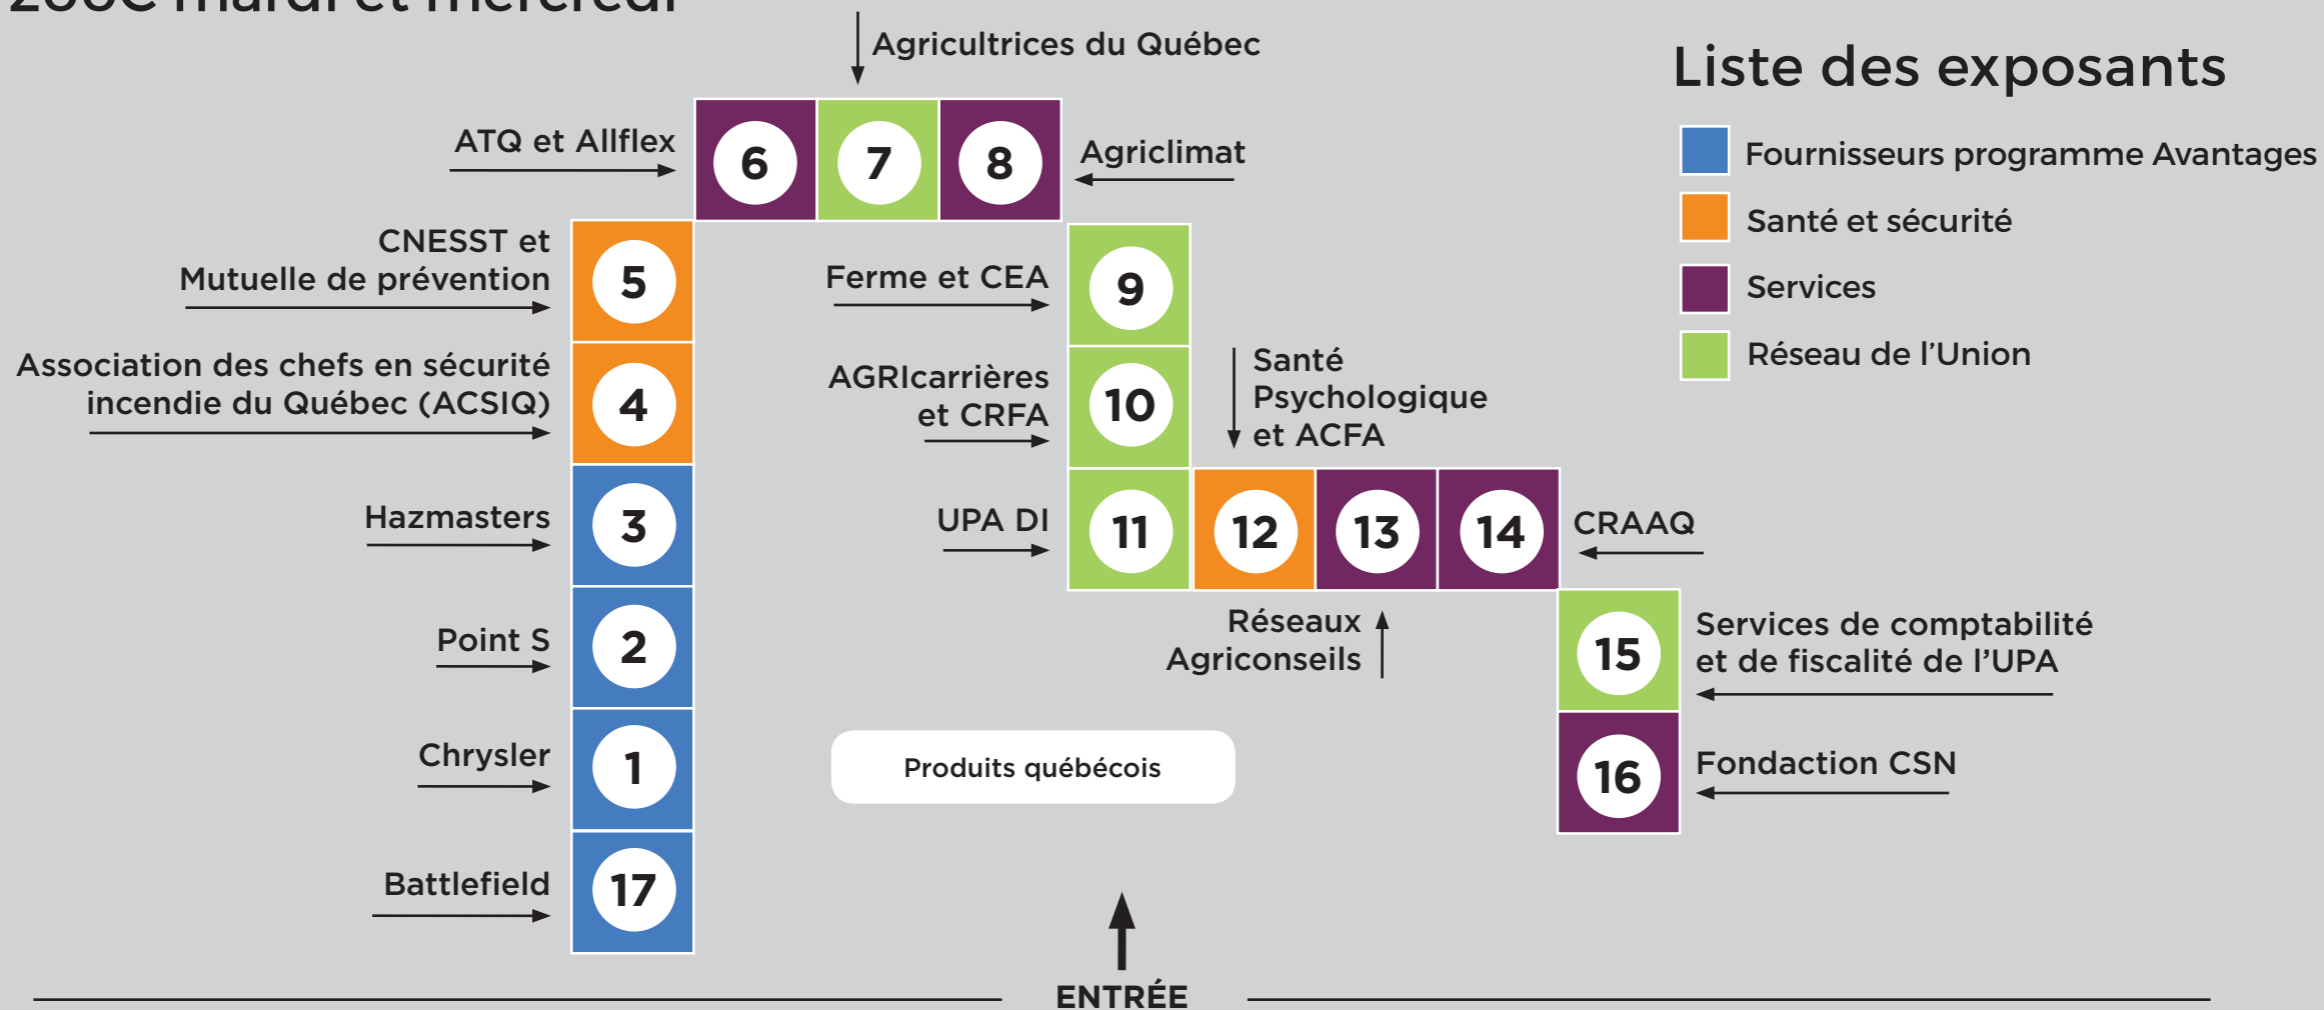 Agricultrices du Québec
Liste des exposants
Fournisseurs programme Avantages
Santé et sécurité
Services
Réseau de l'Union
ATQ et Allflex
6
7
8
Agriclimat
CNESST et
Mutuelle de prévention
5
Ferme et CEA
9
Association des chefs en sécurité
incendie du Québec (ACSIQ)
4
AGRIcarrières
et CRFA
10
Santé
Psychologique
et ACFA
Hazmasters
3
UPA DI
11
12
13
14
CRAAQ
Réseaux
Agriconseils
Point S
2
15
Services de comptabilité
et de fiscalité de l'UPA
Chrysler
1
Produits québécois
16
Fondaction CSN
Battlefield
17
ENTRÉE